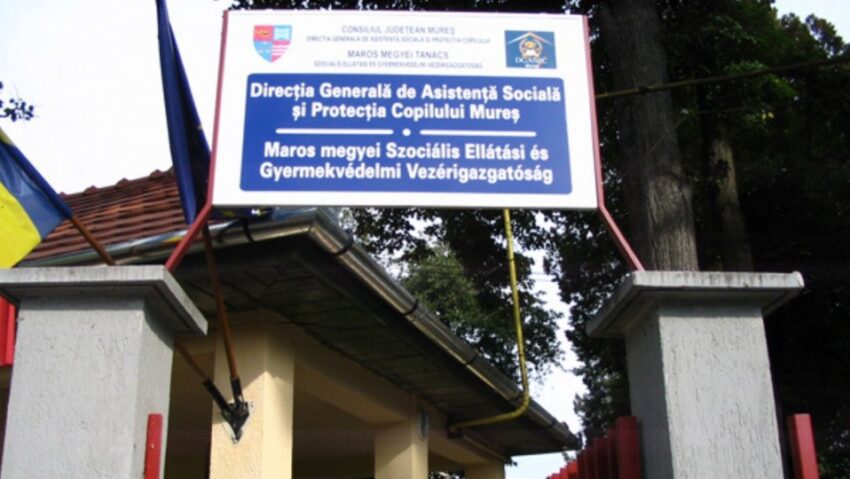 CONSILIUL JUDEȚEAN MUREȘ
DIRECȚIA GENERALĂ DE ASISTENȚĂ SOCIALĂ ȘI PROTECȚIA COPILULUI
MAROS MEGYEI TANÁCS
SZOCIÁLIS ELLÁTÁSI ÉS GYERMEKVÉDELMI VEZÉRIGAZGATÓSÁG
Direcția Generală de Asistență Socială
și Protecția Copilului Mureș
Maros megyei Szociális Ellátási és
Gyermekvédelmi Vezérigazgatóság